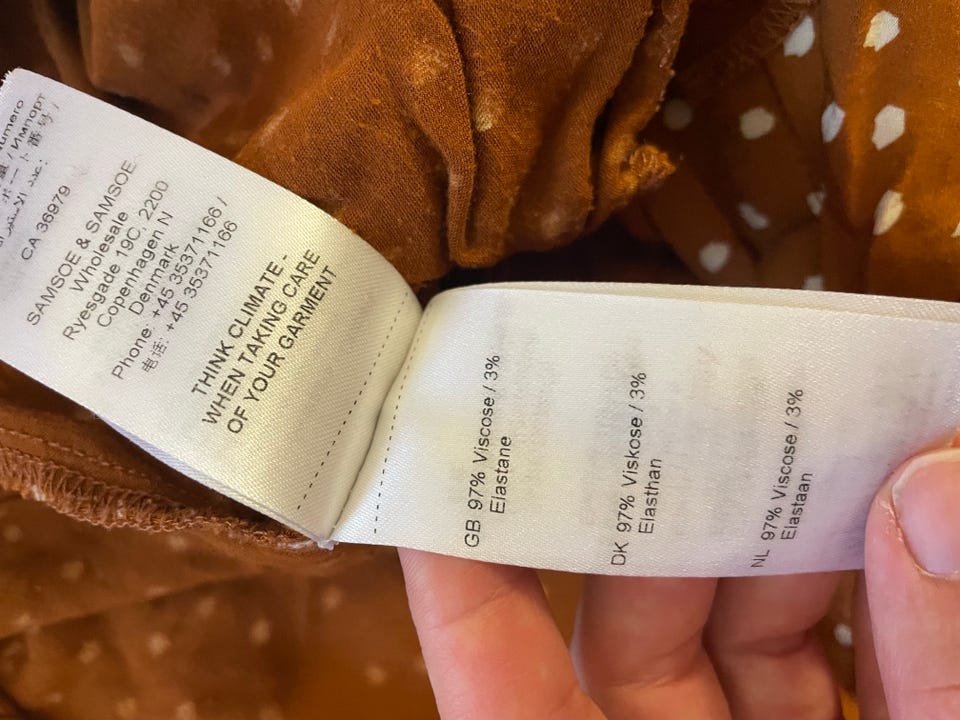 CA 36979
SAMSOE & SAMSOE
Wholesale
Ryesgade 19C, 2200
Copenhagen N
Denmark
Phone: +45 35371166 /
电话: +45 35371166
THINK CLIMATE -
WHEN TAKING CARE
OF YOUR GARMENT
GB 97% Viscose / 3%
Elastane
DK 97% Viskose / 3%
Elasthan
NL 97% Viscose / 3%
Elastaan